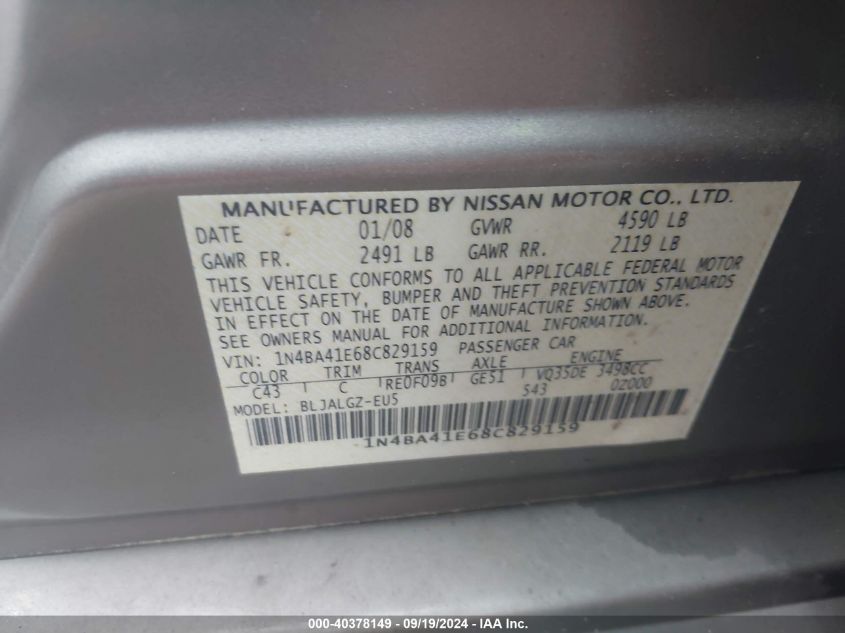 MANUFACTURED BY NISSAN MOTOR CO., LTD.
DATE 01/08 GVWR 4590 LB
GAWR FR. 2491 LB GAWR RR. 2119 LB
THIS VEHICLE CONFORMS TO ALL APPLICABLE FEDERAL MOTOR
VEHICLE SAFETY, BUMPER AND THEFT PREVENTION STANDARDS
IN EFFECT ON THE DATE OF MANUFACTURE SHOWN ABOVE.
SEE OWNERS MANUAL FOR ADDITIONAL INFORMATION.
VIN: 1N4BA41E68C829159 PASSENGER CAR
COLOR TRIM TRANS AXLE ENGINE
C43 C RE0F09B GE51 VQ35DE 3498CC
MODEL: BLJALGZ-EU5 543 02000
1N4BA41E68C829159
000-40378149 - 09/19/2024 - IAA Inc.